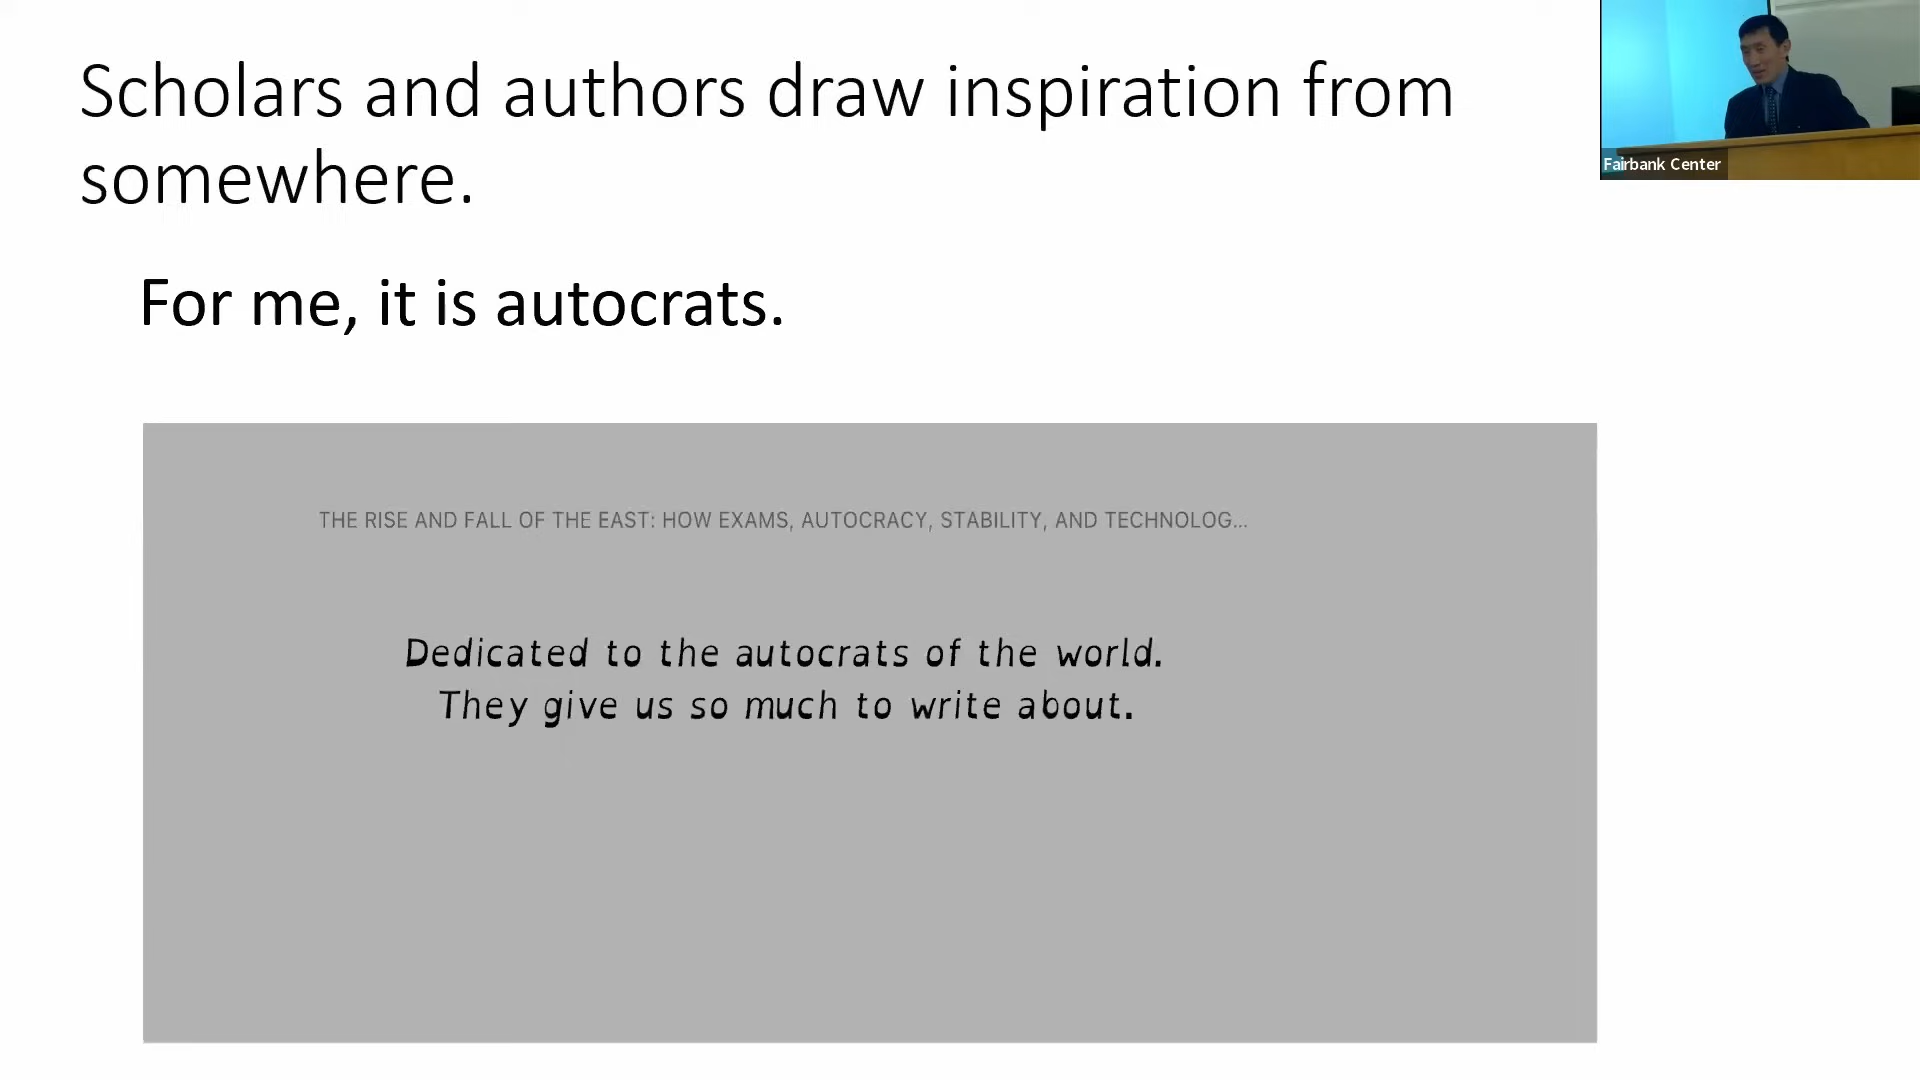 Scholars and authors draw inspiration from
somewhere.
Fairbank Center
For me, it is autocrats.
THE RISE AND FALL OF THE EAST: HOW EXAMS, AUTOCRACY, STABILITY, AND TECHNOLOG...
Dedicated to the autocrats of the world.
They give us so much to write about.